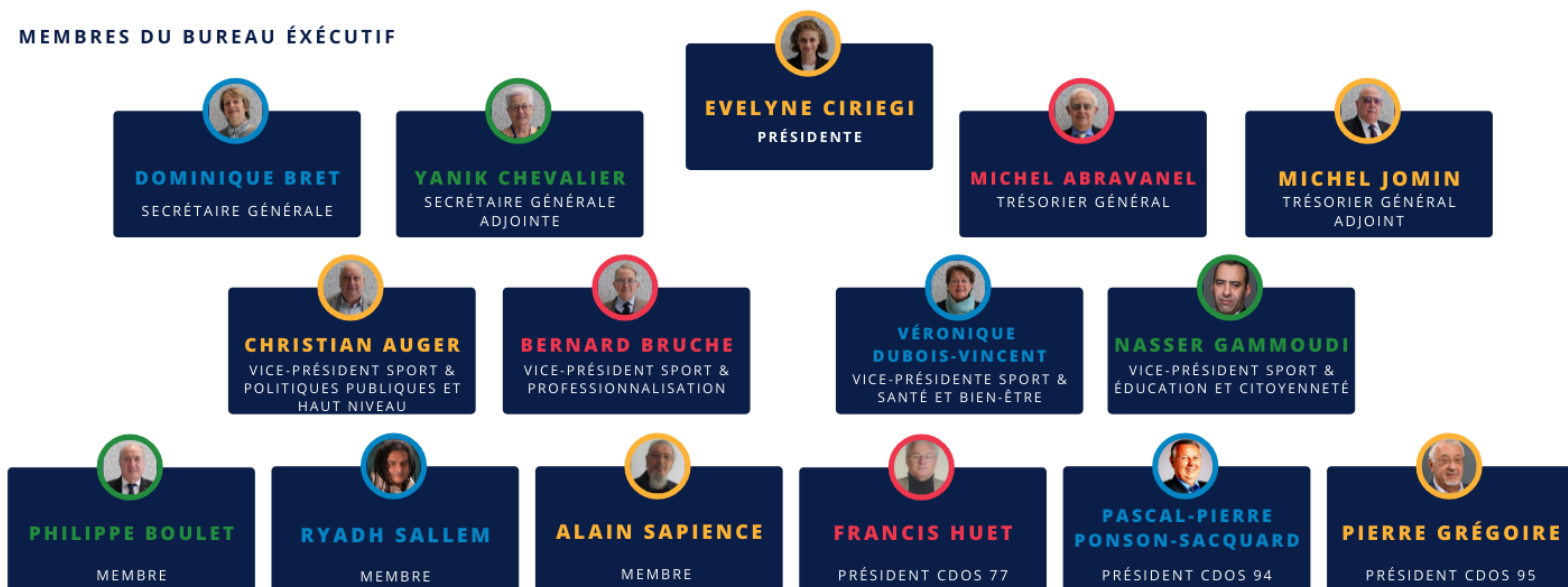 MEMBRES DU BUREAU ÉXÉCUTIF
EVELYNE CIRIEGI
PRÉSIDENTE
DOMINIQUE BRET
SECRÉTAIRE GÉNÉRALE
YANIK CHEVALIER
SECRÉTAIRE GÉNÉRALE
ADJOINTE
MICHEL ABRAVANEL
TRÉSORIER GÉNÉRAL
MICHEL JOMIN
TRÉSORIER GÉNÉRAL
ADJOINT
CHRISTIAN AUGER
VICE-PRÉSIDENT SPORT &
POLITIQUES PUBLIQUES ET
HAUT NIVEAU
BERNARD BRUCHE
VICE-PRÉSIDENT SPORT &
PROFESSIONNALISATION
VÉRONIQUE
DUBOIS-VINCENT
VICE-PRÉSIDENTE SPORT &
SANTÉ ET BIEN-ÊTRE
NASSER GAMMOUDI
VICE-PRÉSIDENT SPORT &
ÉDUCATION ET CITOYENNETÉ
PHILIPPE BOULET
MEMBRE
RYADH SALLEM
MEMBRE
ALAIN SAPIENCE
MEMBRE
FRANCIS HUET
PRÉSIDENT CDOS 77
PASCAL-PIERRE
PONSON-SACQUARD
PRÉSIDENT CDOS 94
PIERRE GRÉGOIRE
PRÉSIDENT CDOS 95